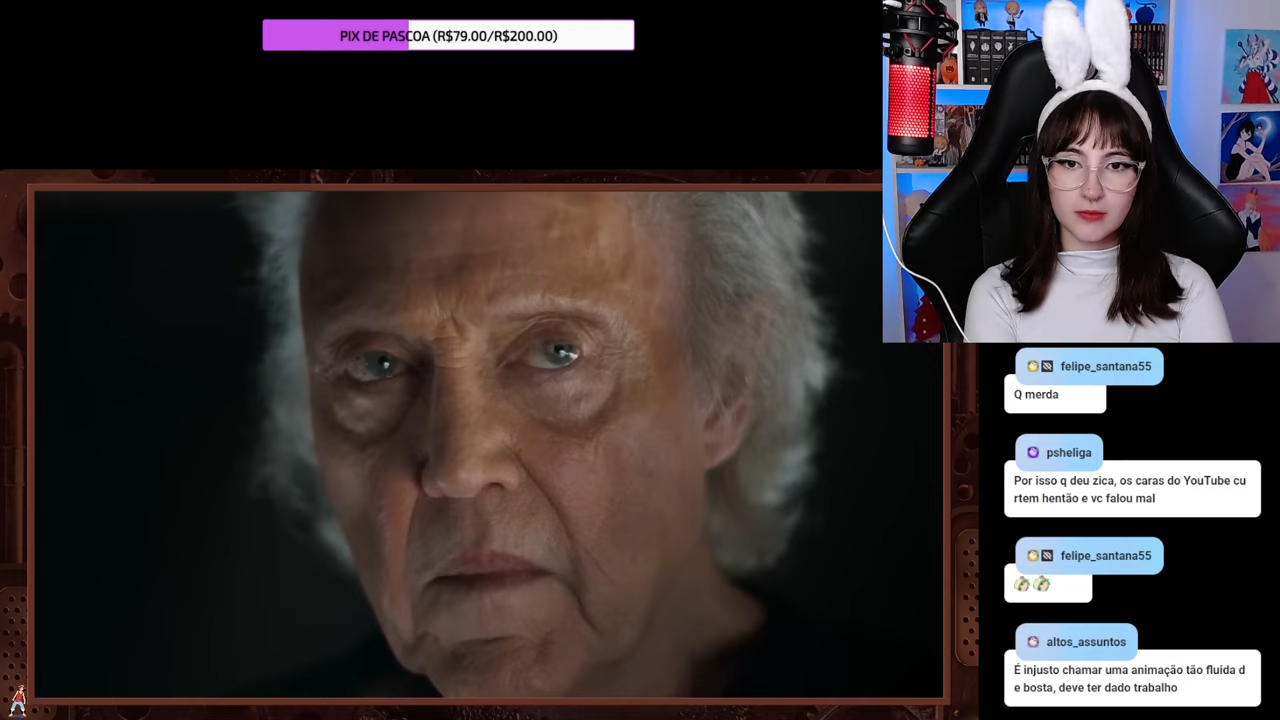 PIX DE PASCOA (R$79.00/R$200.00)
felipe_santana55
Q merda
psheliga
Por isso q deu zica, os caras do YouTube cu
rtem hentão e vc falou mal
felipe_santana55
altos_assuntos
É injusto chamar uma animação tão fluida d
e bosta, deve ter dado trabalho